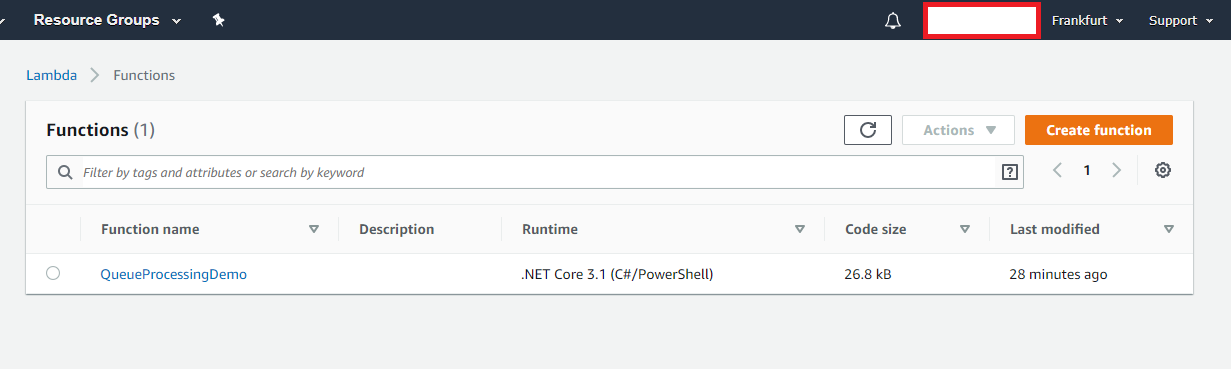 Resource Groups Frankfurt Support
Lambda Functions
Functions (1) Actions Create function
Filter by tags and attributes or search by keyword ? 1
Function name Description Runtime Code size Last modified
QueueProcessingDemo .NET Core 3.1 (C#/PowerShell) 26.8 kB 28 minutes ago